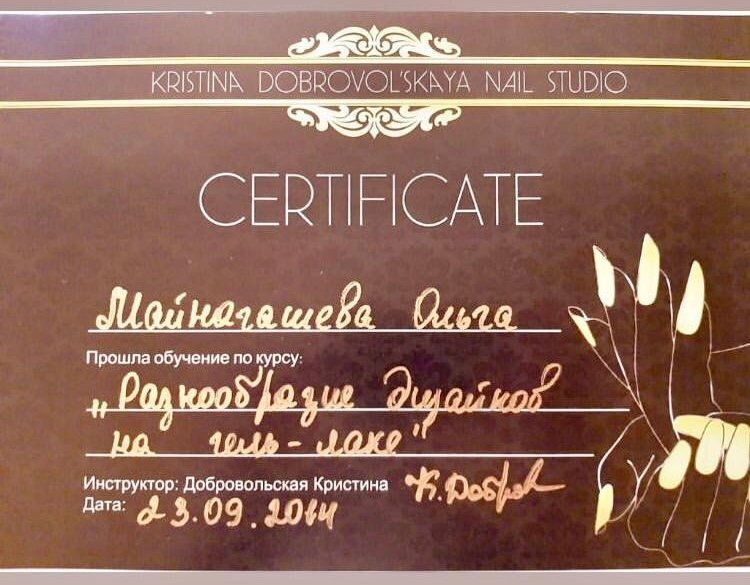 KRISTINA DOBROVOL'SKAYA NAIL STUDIO
CERTIFICATE
Майнагашева Ольга
Прошла обучение по курсу:
„Разнообразие дизайнов
на гель-лаке"
Инструктор: Добровольская Кристина К. Добров
Дата: 23.09.2014